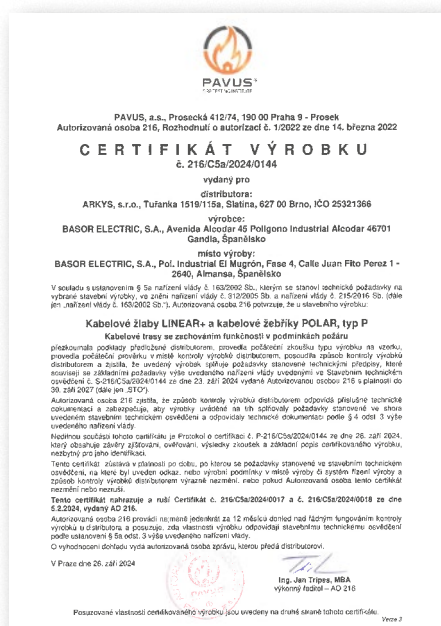 PAVUS
FIRE TESTING INSTITUTE
PAVUS, a.s., Prosecká 412/74, 190 00 Praha 9 - Prosek
Autorizovaná osoba 216, Rozhodnutí o autorizaci č. 1/2022 ze dne 14. března 2022
CERTIFIKÁT VÝROBKU
č. 216/C5a/2024/0144
vydaný pro
distributora:
ARKYS, s.r.o., Tuřanka 1519/115a, Slatina, 627 00 Brno, IČO 25321366
výrobce:
BASOR ELECTRIC, S.A., Avenida Alcodar 45 Poligono Industrial Alcodar 46701
Gandia, Španělsko
místo výroby:
BASOR ELECTRIC, S.A., Pol. Industrial El Mugrón, Fase 4, Calle Juan Fito Perez 1 -
2640, Almansa, Španělsko
V souladu s ustanovením § 5a nařízení vlády č. 163/2002 Sb., kterým se stanoví technické požadavky na
vybrané stavební výrobky, ve znění nařízení vlády č. 312/2005 Sb. a nařízení vlády č. 215/2016 Sb. (dále
jen „nařízení vlády č. 163/2002 Sb."), Autorizovaná osoba 216 potvrzuje, že u stavebního výrobku:
Kabelové žlaby LINEAR+ a kabelové žebříky POLAR, typ P
Kabelové trasy se zachováním funkčnosti v podmínkách požáru
přezkoumala podklady předložené distributorem, provedla počáteční zkoušku typu výrobku na vzorku,
provedla počáteční prověrku v místě kontroly výrobků distributorem, posoudila způsob kontroly výrobků
distributorem a zjistila, že uvedený výrobek splňuje požadavky stanovené technickými předpisy, které
souvisejí se základními požadavky výše uvedeného nařízení vlády uvedenými ve Stavebním technickém
osvědčení č. S-216/C5a/2024/0144 ze dne 23. září 2024 vydané Autorizovanou osobou 216 s platností do
30. září 2027 (dále jen „STO").
Autorizovaná osoba 216 zjistila, že způsob kontroly výrobků distributorem odpovídá příslušné technické
dokumentaci a zabezpečuje, aby výrobky uváděné na trh splňovaly požadavky stanovené ve shora
uvedeném stavebním technickém osvědčení a odpovídaly technické dokumentaci podle § 4 odst. 3 výše
uvedeného nařízení vlády.
Nedílnou součástí tohoto certifikátu je Protokol o certifikaci č. P-216/C5a/2024/0144 ze dne 26. září 2024,
který obsahuje závěry zjišťování, ověřování, výsledky zkoušek a základní popis certifikovaného výrobku,
nezbytný pro jeho identifikaci.
Tento certifikát zůstává v platnosti po dobu, po kterou se požadavky stanovené ve stavebním technickém
osvědčení, na které byl uveden odkaz, nebo výrobní podmínky v místě výroby či systém řízení výroby a
způsob kontroly výrobků distributorem výrazně nezmění, nebo pokud Autorizovaná osoba tento certifikát
nezmění nebo nezruší.
Tento certifikát nahrazuje a ruší Certifikát č. 216/C5a/2024/0017 a č. 216/C5a/2024/0018 ze dne
5.2.2024, vydaný AO 216.
Autorizovaná osoba 216 provádí nejméně jedenkrát za 12 měsíců dohled nad řádným fungováním kontroly
výrobků u distributora a posuzuje, zda vlastnosti výrobku odpovídají stavebnímu technickému osvědčení
podle ustanovení § 5a odst. 3 výše uvedeného nařízení vlády.
O vyhodnocení dohledu vydá autorizovaná osoba zprávu, kterou předá distributorovi.
V Praze dne 26. září 2024
PAVUS
Ing. Jan Tripes, MBA
výkonný ředitel – AO 216
Posuzované vlastnosti certifikovaného výrobku jsou uvedeny na druhé straně tohoto certifikátu.
Verze 3